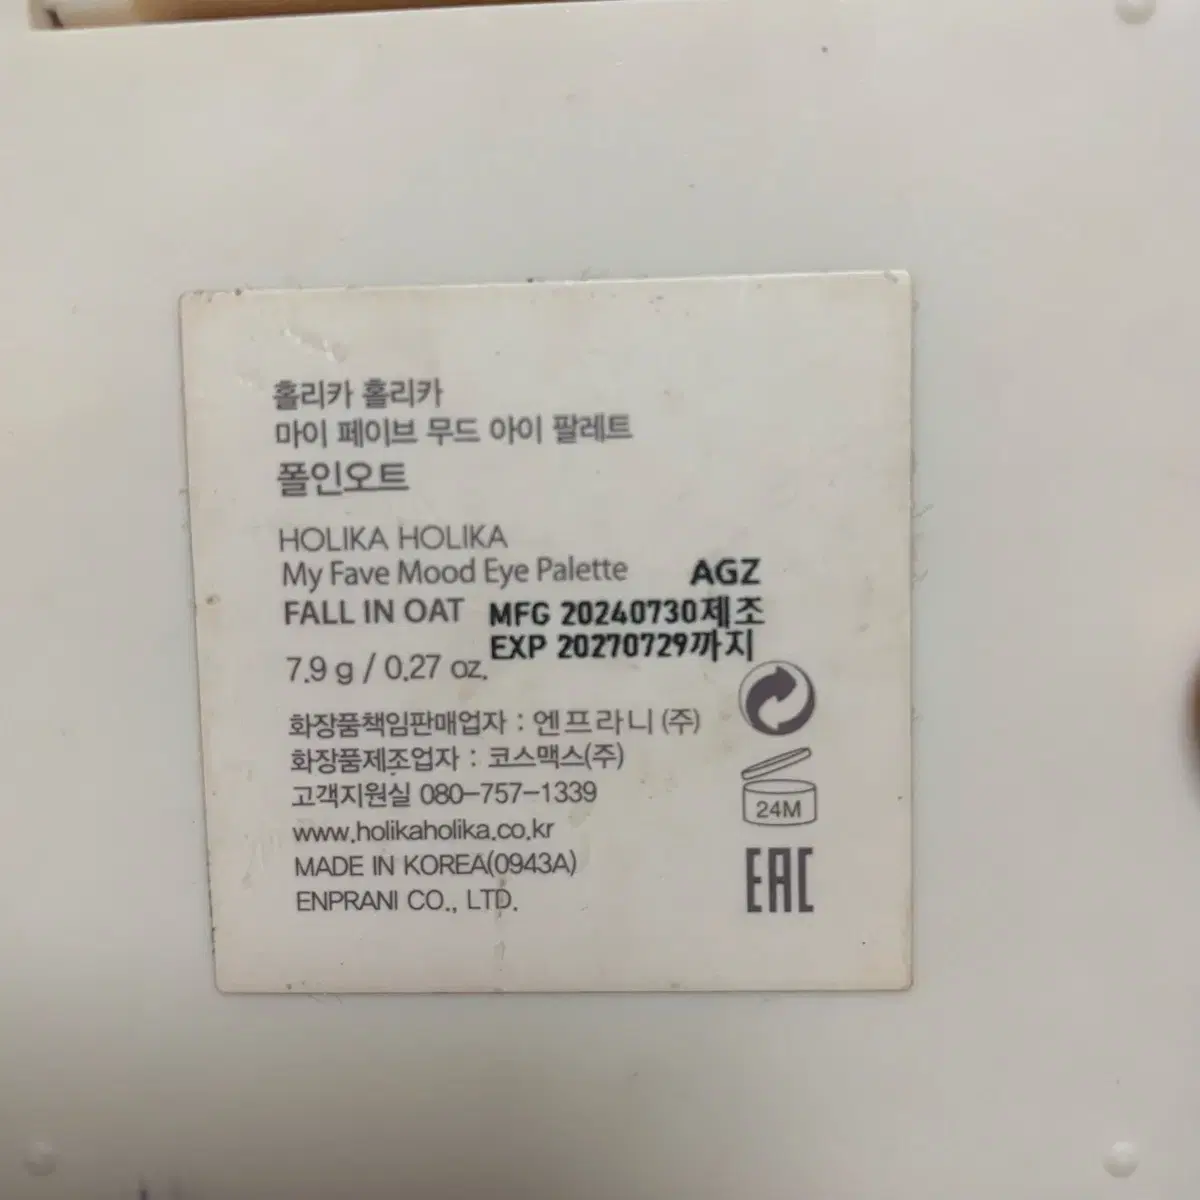 홀리카 홀리카
마이 페이브 무드 아이 팔레트
폴인오트
HOLIKA HOLIKA
My Fave Mood Eye Palette AGZ
FALL IN OAT MFG 20240730제조
EXP 20270729까지
7.9 g / 0.27 oz.
화장품책임판매업자 : 엔프라니 (주)
화장품제조업자 : 코스맥스(주)
고객지원실 080-757-1339
www.holikaholika.co.kr
MADE IN KOREA(0943A)
ENPRANI CO., LTD.
24M
EAC